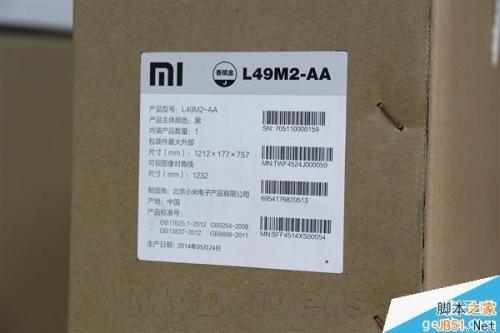 mi 香槟金 L49M2-AA
产品型号: L49M2-AA
产品主体颜色: 黑
内装产品数量: 1
包装件最大外部
尺寸(mm): 1212×177×757
可视图像对角线
尺寸(mm): 1232
制造商: 北京小米电子产品有限公司
产地: 中国
产品标准号:
GB17625.1-2012 GB9254-2008
GB13837-2012 GB8898-2011
生产日期: 2014年05月24日
SN: 705110000159
MN:TWF4524J000059
6954176870513
MN:SFF4514XS00054
脚本之家
JB51.Net